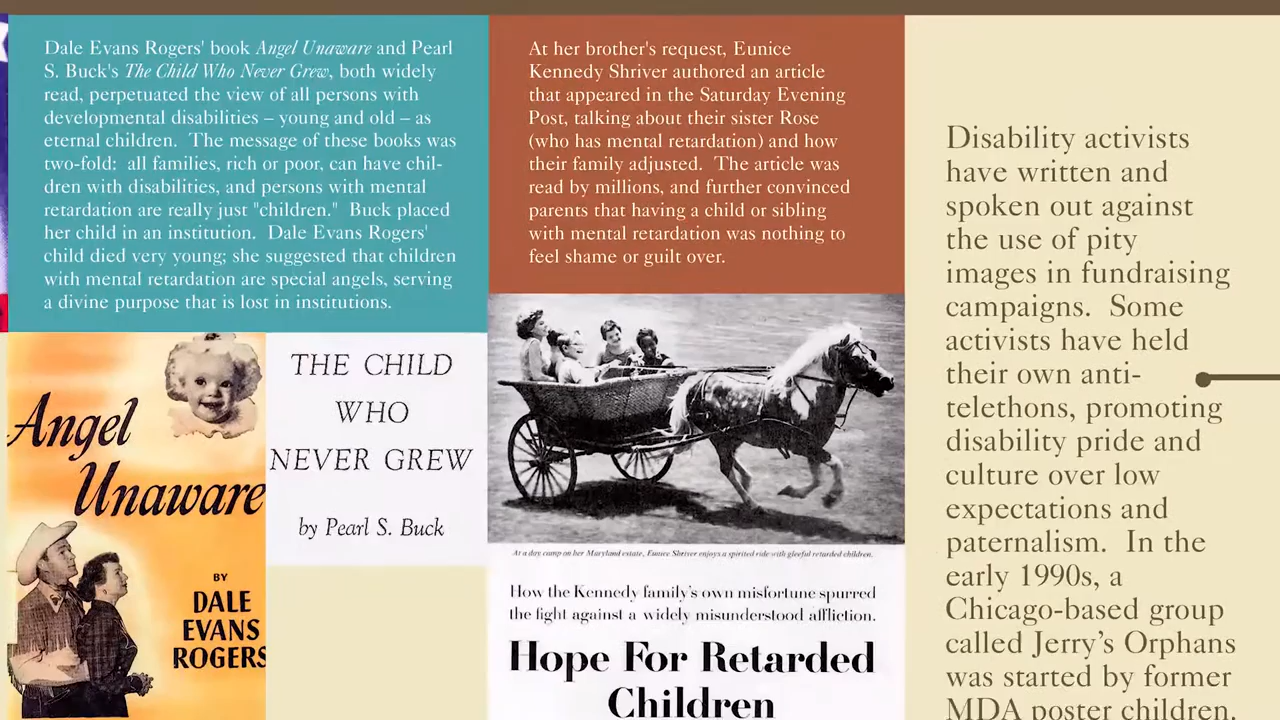 Dale Evans Rogers' book Angel Unaware and Pearl
S. Buck's The Child Who Never Grew, both widely
read, perpetuated the view of all persons with
developmental disabilities – young and old – as
eternal children.  The message of these books was
two-fold:  all families, rich or poor, can have chil-
dren with disabilities, and persons with mental
retardation are really just "children."  Buck placed
her child in an institution.  Dale Evans Rogers'
child died very young; she suggested that children
with mental retardation are special angels, serving
a divine purpose that is lost in institutions.
Angel
Unaware
BY
DALE
EVANS
ROGERS
THE CHILD
WHO
NEVER GREW
by Pearl S. Buck
At her brother's request, Eunice
Kennedy Shriver authored an article
that appeared in the Saturday Evening
Post, talking about their sister Rose
(who has mental retardation) and how
their family adjusted.  The article was
read by millions, and further convinced
parents that having a child or sibling
with mental retardation was nothing to
feel shame or guilt over.
At a day camp on her Maryland estate, Eunice Shriver enjoys a spirited ride with gleeful retarded children.
How the Kennedy family's own misfortune spurred
the fight against a widely misunderstood affliction.
Hope For Retarded
Children
Disability activists
have written and
spoken out against
the use of pity
images in fundraising
campaigns.  Some
activists have held
their own anti-
telethons, promoting
disability pride and
culture over low
expectations and
paternalism.  In the
early 1990s, a
Chicago-based group
called Jerry's Orphans
was started by former
MDA poster children.